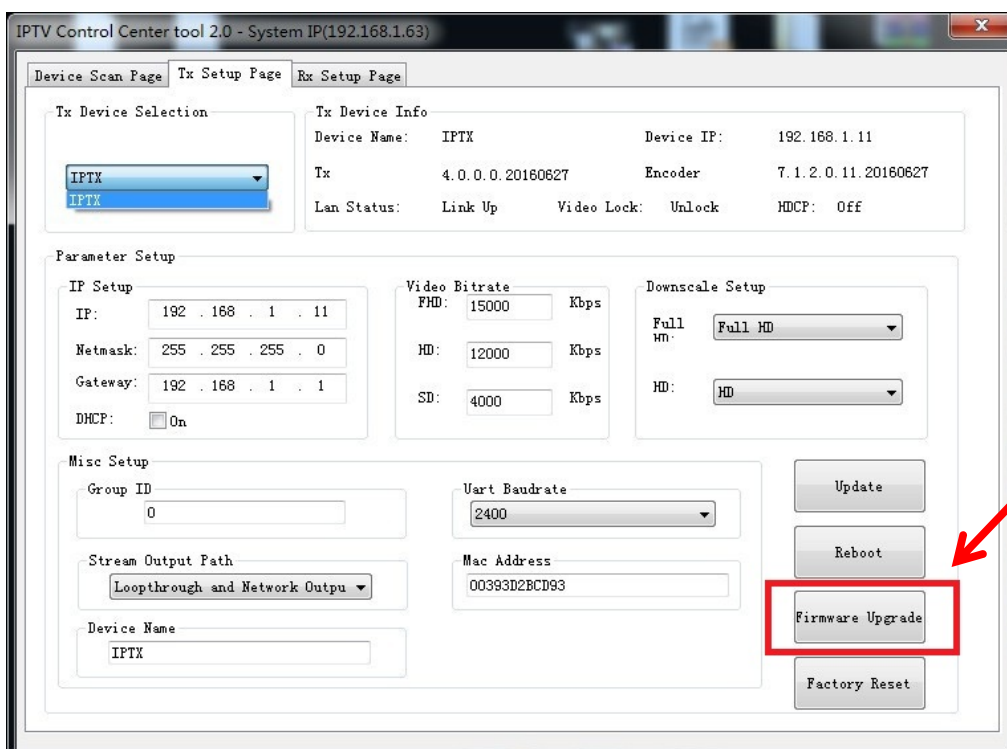 IPTV Control Center tool 2.0 - System IP(192.168.1.63)
Device Scan Page Tx Setup Page Rx Setup Page
Tx Device Selection
IPTX
IPTX
Tx Device Info
Device Name: IPTX Device IP: 192.168.1.11
Tx 4.0.0.0.20160627 Encoder 7.1.2.0.11.20160627
Lan Status: Link Up Video Lock: Unlock HDCP: Off
Parameter Setup
IP Setup
IP: 192 . 168 . 1 . 11
Netmask: 255 . 255 . 255 . 0
Gateway: 192 . 168 . 1 . 1
DHCP: On
Video Bitrate
FHD: 15000 Kbps
HD: 12000 Kbps
SD: 4000 Kbps
Downscale Setup
Full HD: Full HD
HD: HD
Misc Setup
Group ID
0
Uart Baudrate
2400
Stream Output Path
Loopthrough and Network Outpu
Mac Address
00393D2BCD93
Device Name
IPTX
Update
Reboot
Firmware Upgrade
Factory Reset